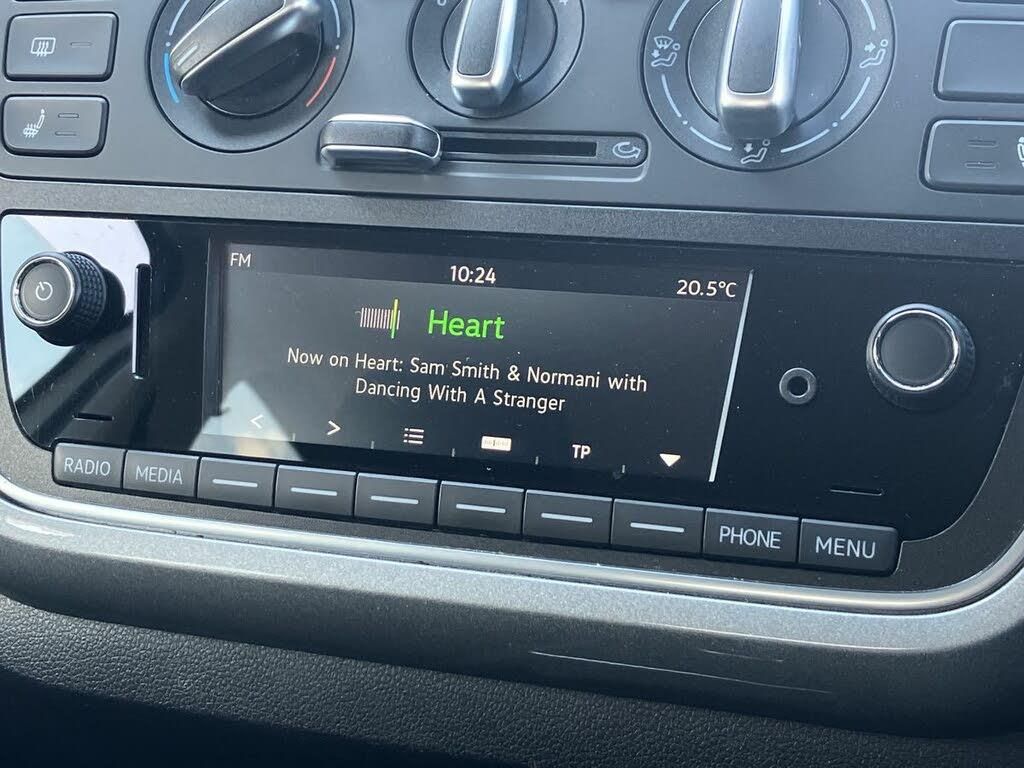 FM
10:24
20.5°C
Heart
Now on Heart: Sam Smith & Normani with
Dancing With A Stranger
< > TP
RADIO MEDIA PHONE MENU